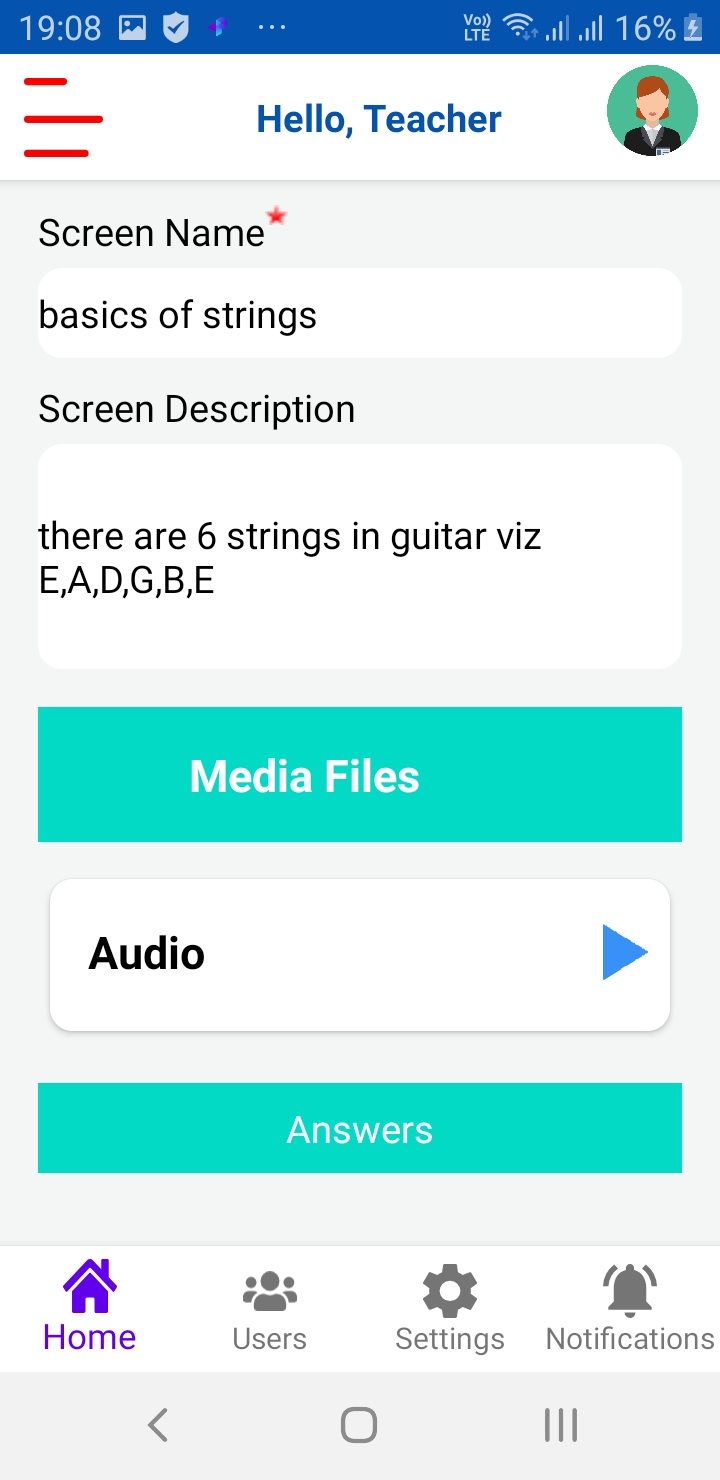 19:08
Vo)) LTE
16%
Hello, Teacher
Screen Name
basics of strings
Screen Description
there are 6 strings in guitar viz
E,A,D,G,B,E
Media Files
Audio
Answers
Home Users Settings Notifications